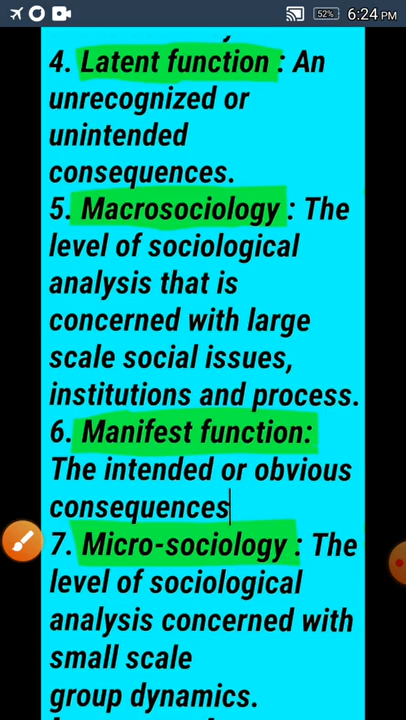 52% 6:24 PM
4. Latent function : An
unrecognized or
unintended
consequences.
5. Macrosociology : The
level of sociological
analysis that is
concerned with large
scale social issues,
institutions and process.
6. Manifest function:
The intended or obvious
consequences
7. Micro-sociology : The
level of sociological
analysis concerned with
small scale
group dynamics.